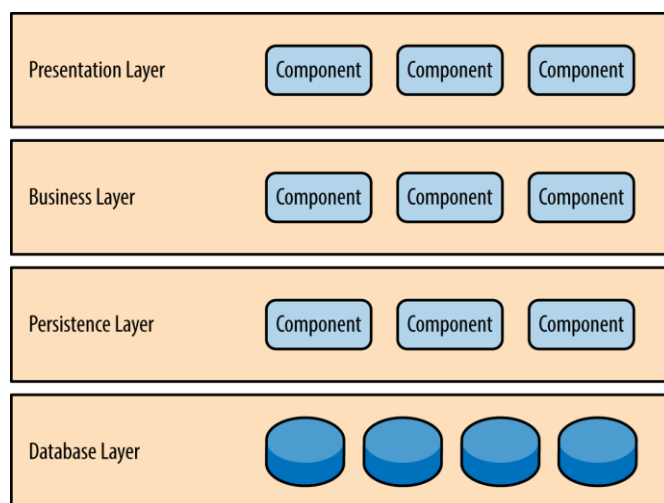 Presentation Layer Component Component Component
Business Layer Component Component Component
Persistence Layer Component Component Component
Database Layer